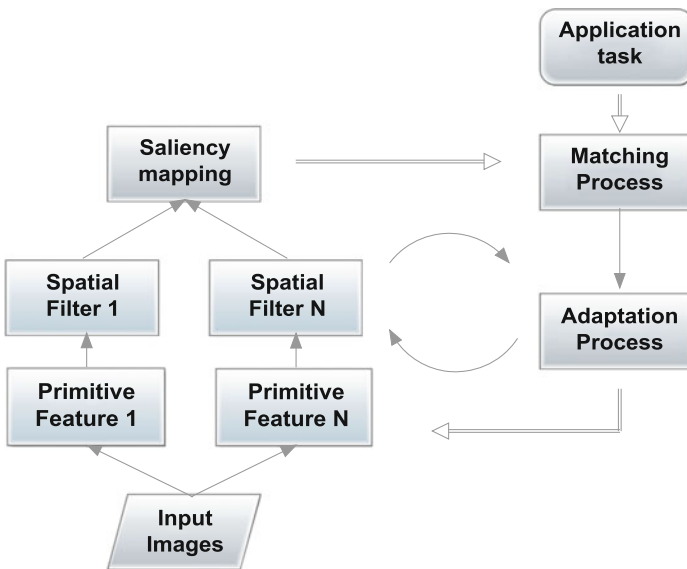 Application
task
Saliency
mapping
Matching
Process
Spatial
Filter 1
Spatial
Filter N
Adaptation
Process
Primitive
Feature 1
Primitive
Feature N
Input
Images